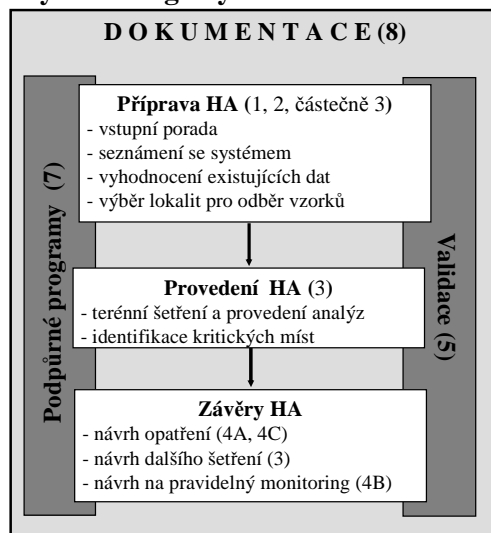 D O K U M E N T A C E (8)
Podpůrné programy (7)
Příprava HA (1, 2, částečně 3)
- vstupní porada
- seznámení se systémem
- vyhodnocení existujících dat
- výběr lokalit pro odběr vzorků
Provedení HA (3)
- terénní šetření a provedení analýz
- identifikace kritických míst
Závěry HA
- návrh opatření (4A, 4C)
- návrh dalšího šetření (3)
- návrh na pravidelný monitoring (4B)
Validace (5)